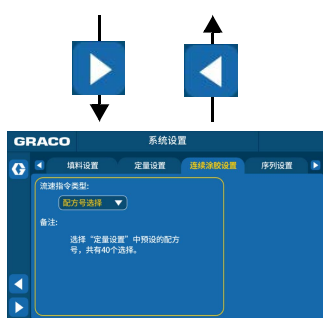 GRACO
系统设置
填料设置 定量设置 连续涂胶设置 序列设置
流速指令类型:
配方号选择
备注:
选择“定量设置”中预设的配方
号，共有40个选择。